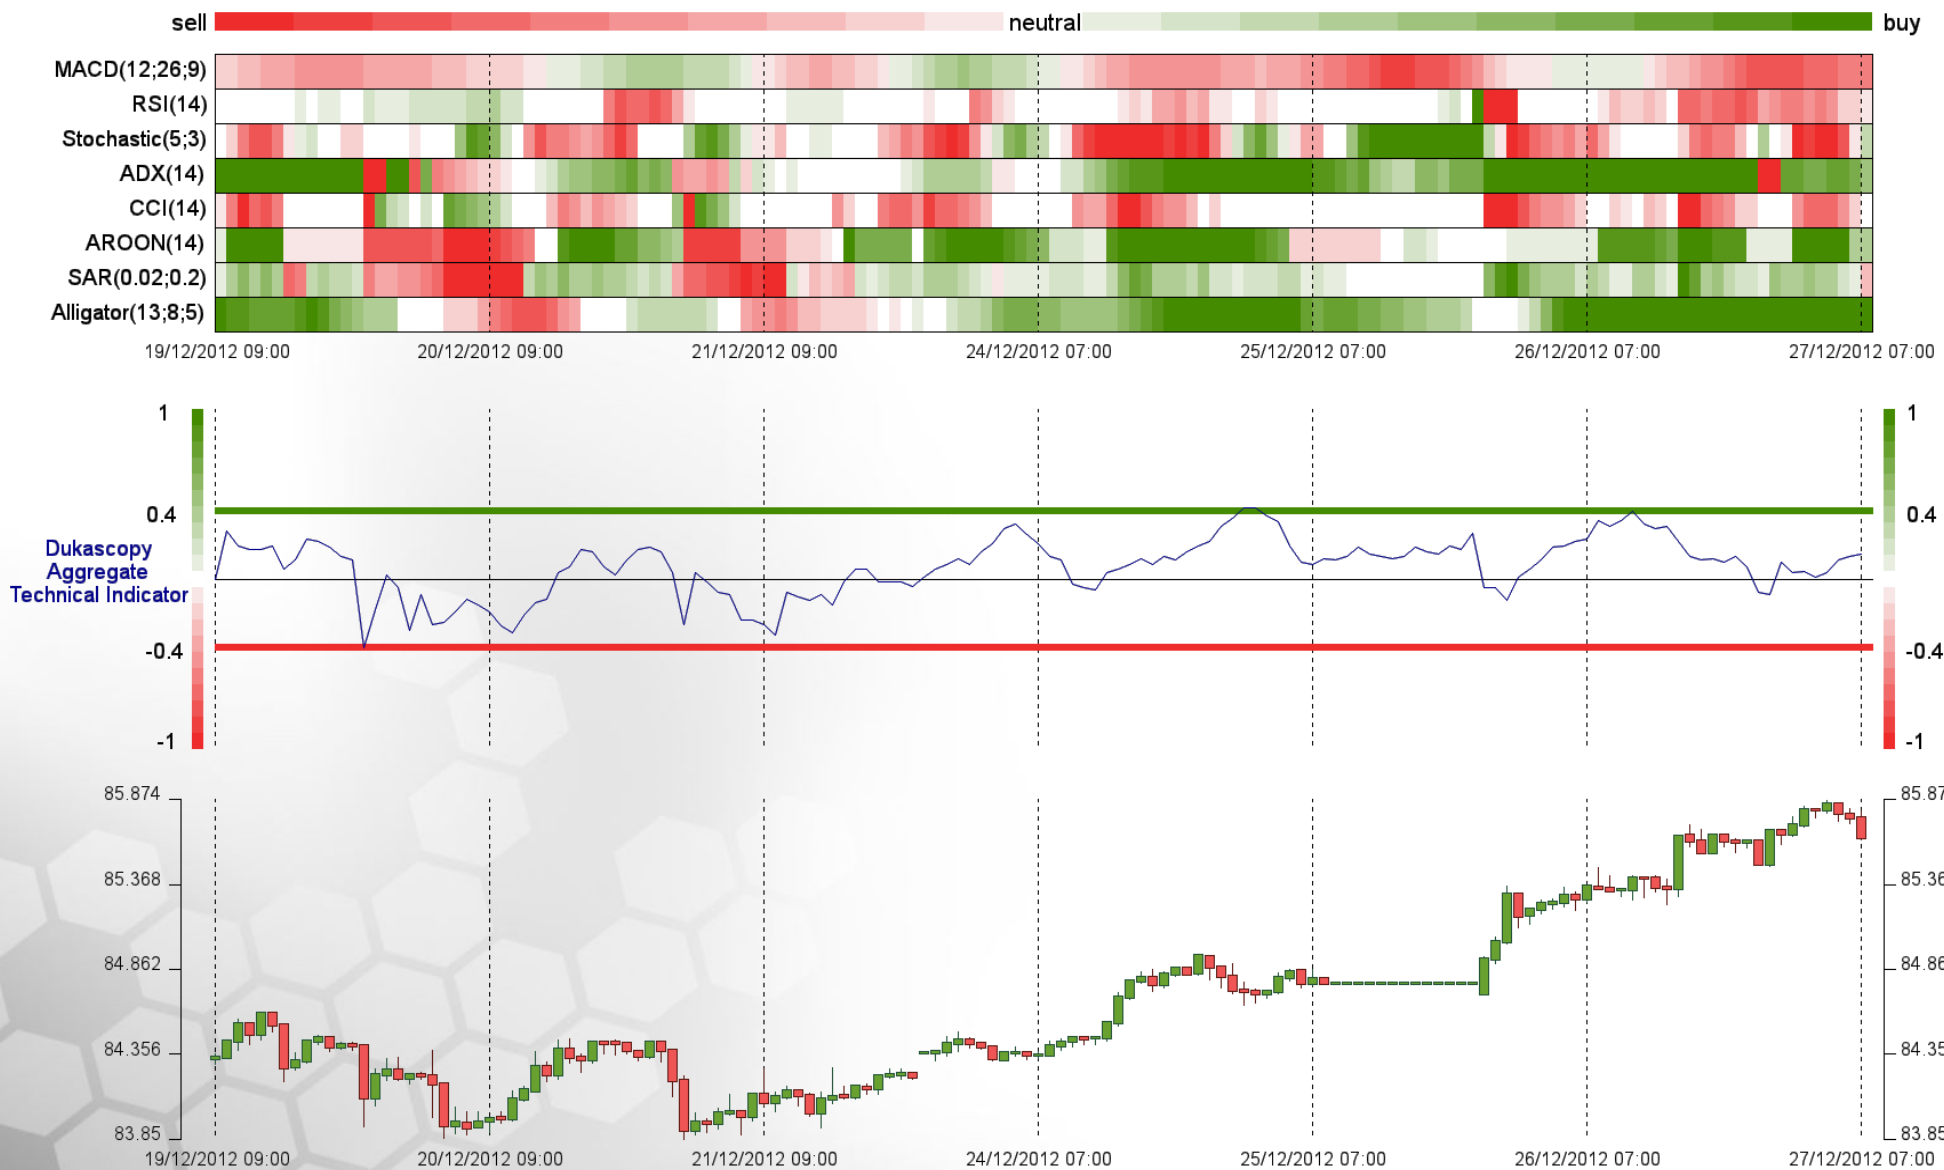 sell neutral buy
MACD(12;26;9)
RSI(14)
Stochastic(5;3)
ADX(14)
CCI(14)
AROON(14)
SAR(0.02;0.2)
Alligator(13;8;5)
19/12/2012 09:00 20/12/2012 09:00 21/12/2012 09:00 24/12/2012 07:00 25/12/2012 07:00 26/12/2012 07:00 27/12/2012 07:00
1 1
0.4 0.4
Dukascopy
Aggregate
Technical Indicator
-0.4 -0.4
-1 -1
85.874 85.87
85.368 85.36
84.862 84.86
84.356 84.35
83.85 83.85
19/12/2012 09:00 20/12/2012 09:00 21/12/2012 09:00 24/12/2012 07:00 25/12/2012 07:00 26/12/2012 07:00 27/12/2012 07:00